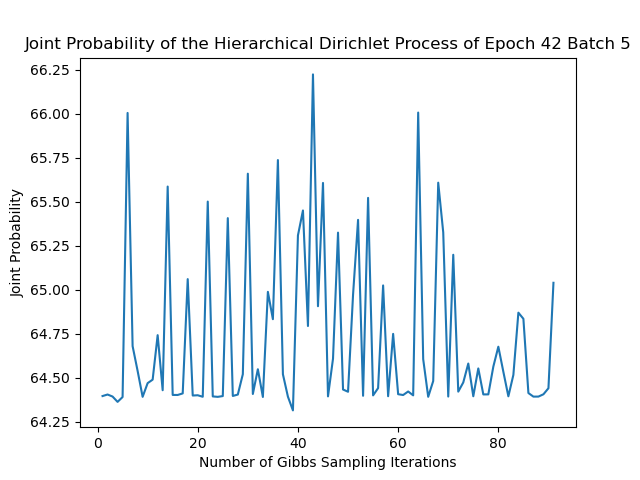 Joint Probability of the Hierarchical Dirichlet Process of Epoch 42 Batch 5
66.25
66.00
65.75
65.50
65.25
65.00
64.75
64.50
64.25
Joint Probability
0 20 40 60 80
Number of Gibbs Sampling Iterations